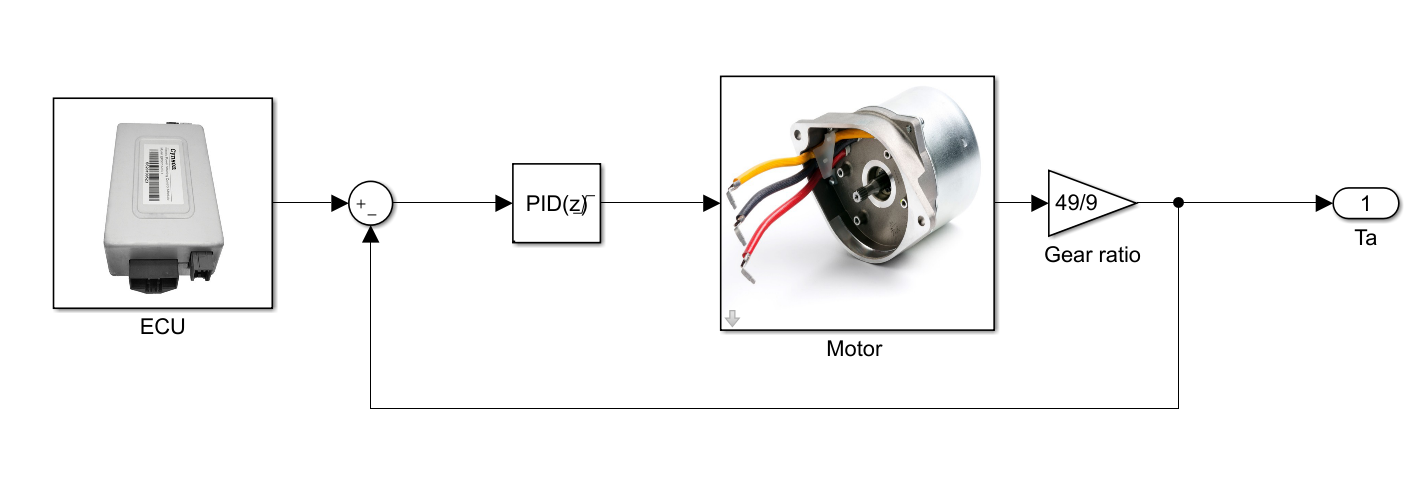 ECU
+
−
PID(z)
Motor
49/9
Gear ratio
1
Ta